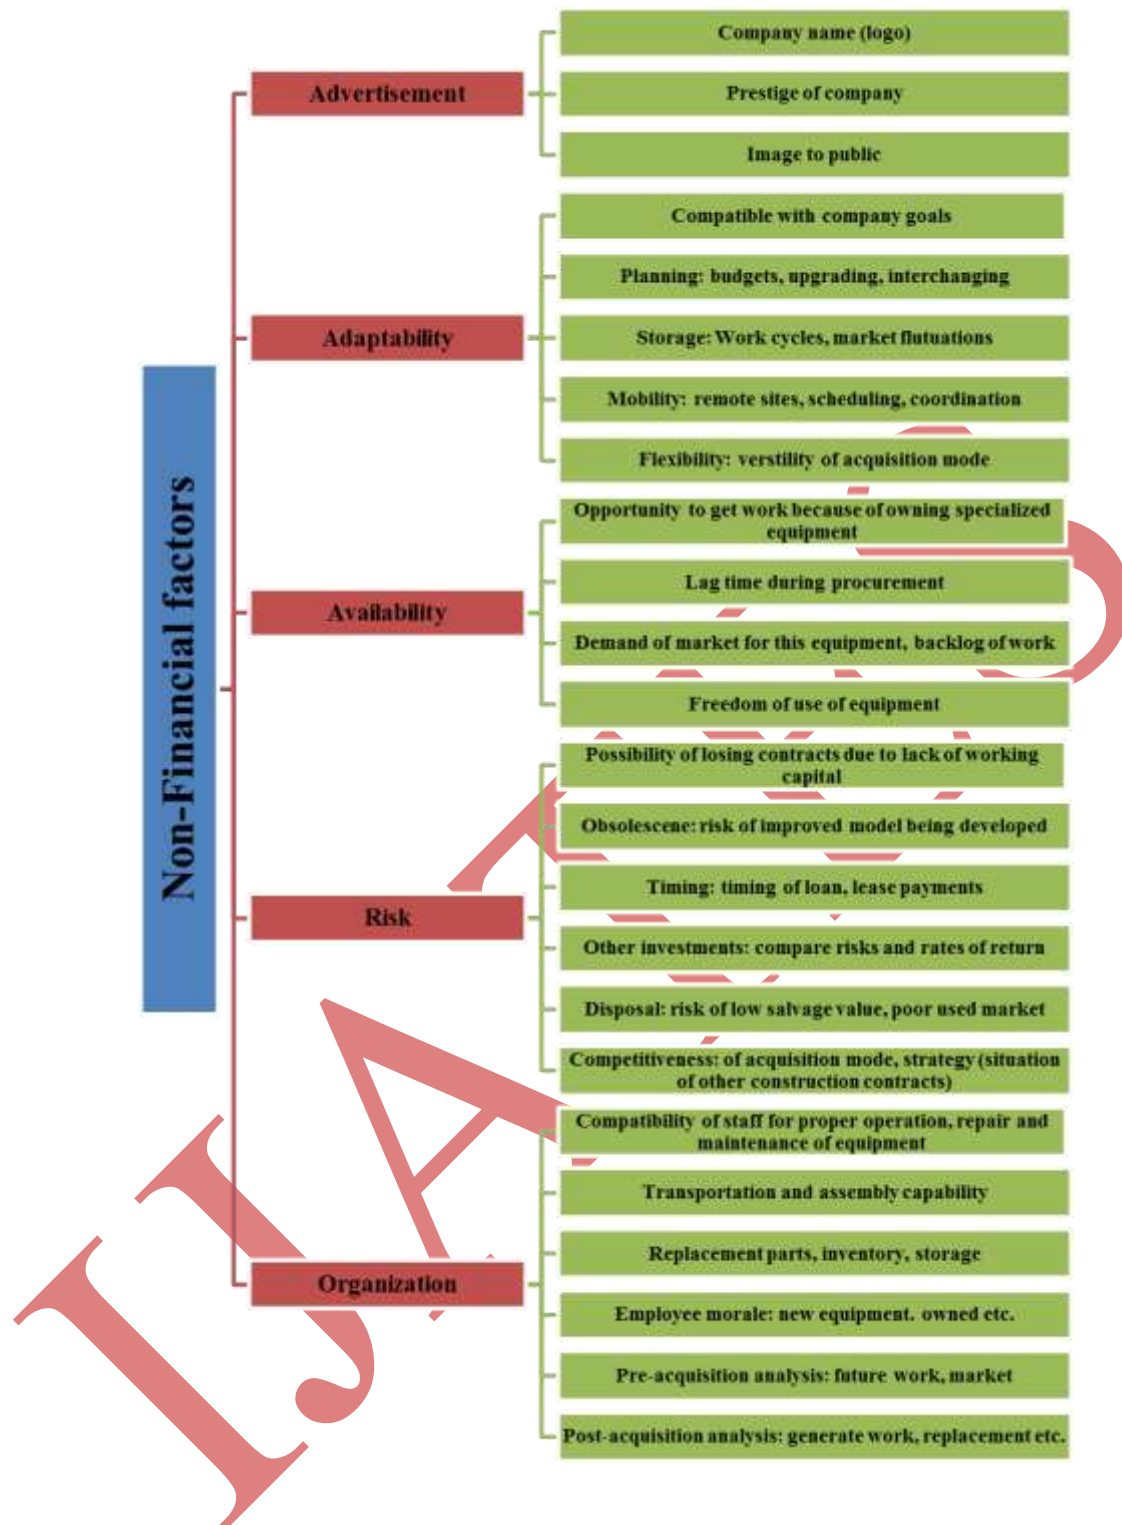 Non-Financial factors
Advertisement
Company name (logo)
Prestige of company
Image to public
Adaptability
Compatible with company goals
Planning: budgets, upgrading, interchanging
Storage: Work cycles, market flutuations
Mobility: remote sites, scheduling, coordination
Flexibility: verstility of acquisition mode
Availability
Opportunity to get work because of owning specialized
equipment
Lag time during procurement
Demand of market for this equipment, backlog of work
Freedom of use of equipment
Risk
Possibility of losing contracts due to lack of working
capital
Obsolescene: risk of improved model being developed
Timing: timing of loan, lease payments
Other investments: compare risks and rates of return
Disposal: risk of low salvage value, poor used market
Competitiveness: of acquisition mode, strategy (situation
of other construction contracts)
Organization
Compatibility of staff for proper operation, repair and
maintenance of equipment
Transportation and assembly capability
Replacement parts, inventory, storage
Employee morale: new equipment. owned etc.
Pre-acquisition analysis: future work, market
Post-acquisition analysis: generate work, replacement etc.